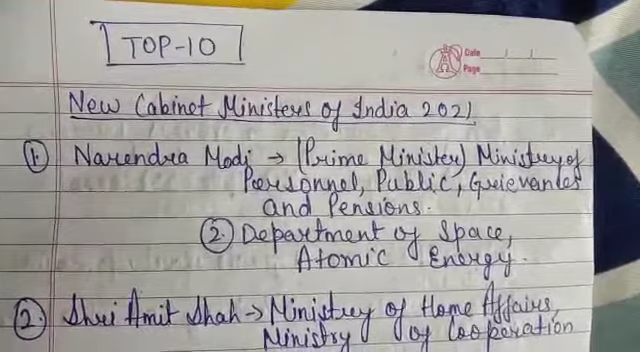 TOP-10
Date
Page
New Cabinet Ministers of India 2021
1. Narendra Modi → (Prime Minister) Ministry of
Personnel, Public, Grievances
and Pensions.
2. Department of Space,
Atomic Energy.
2. Shri Amit Shah → Ministry of Home Affairs,
Ministry of Cooperation